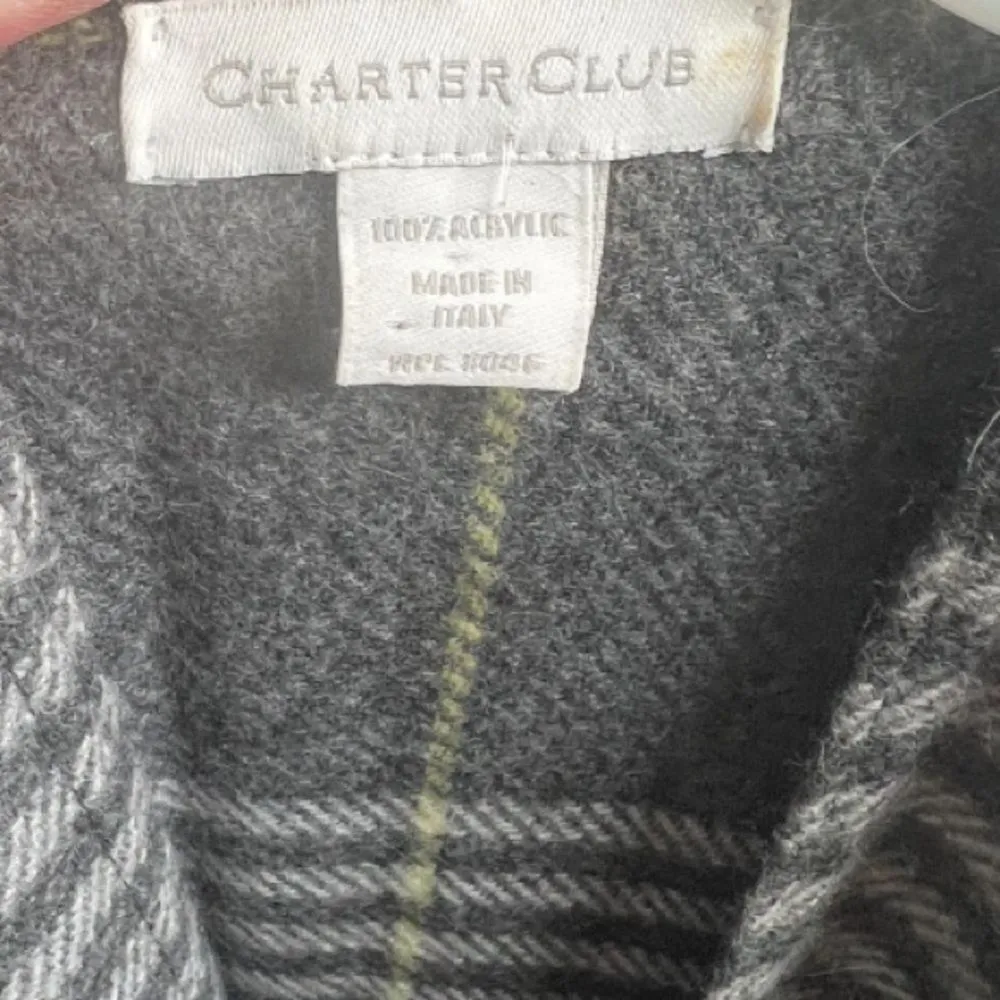 CHARTER CLUB
100% ACRYLIC
MADE IN
ITALY